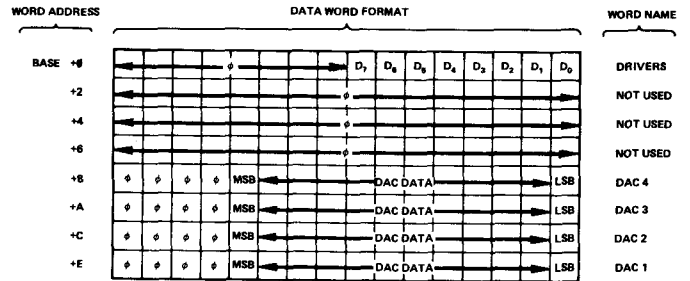 WORD ADDRESS DATA WORD FORMAT WORD NAME
BASE +0 φ D7 D6 D5 D4 D3 D2 D1 D0 DRIVERS
+2 φ NOT USED
+4 φ NOT USED
+6 φ NOT USED
+8 φ φ φ φ MSB DAC DATA LSB DAC 4
+A φ φ φ φ MSB DAC DATA LSB DAC 3
+C φ φ φ φ MSB DAC DATA LSB DAC 2
+E φ φ φ φ MSB DAC DATA LSB DAC 1